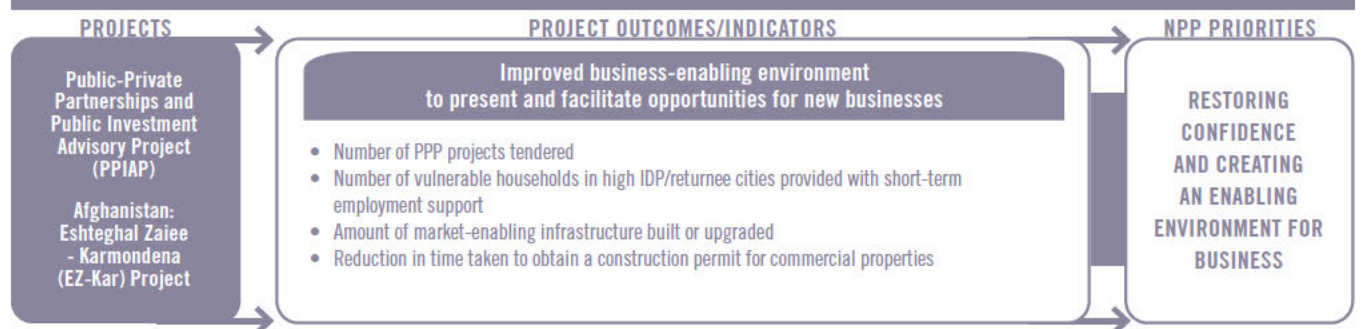 PROJECTS
Public-Private
Partnerships and
Public Investment
Advisory Project
(PPIAP)
Afghanistan:
Eshteghal Zaiee
- Karmondena
(EZ-Kar) Project
PROJECT OUTCOMES/INDICATORS
Improved business-enabling environment
to present and facilitate opportunities for new businesses
• Number of PPP projects tendered
• Number of vulnerable households in high IDP/returnee cities provided with short-term
employment support
• Amount of market-enabling infrastructure built or upgraded
• Reduction in time taken to obtain a construction permit for commercial properties
NPP PRIORITIES
RESTORING
CONFIDENCE
AND CREATING
AN ENABLING
ENVIRONMENT FOR
BUSINESS